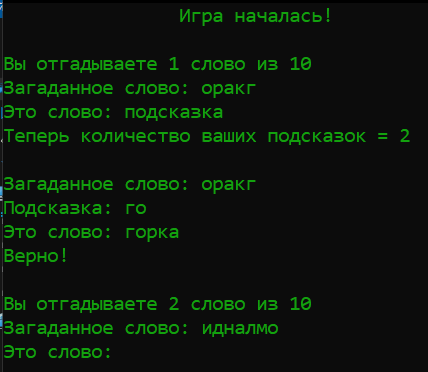 Игра началась!
Вы отгадываете 1 слово из 10
Загаданное слово: оракг
Это слово: подсказка
Теперь количество ваших подсказок = 2
Загаданное слово: оракг
Подсказка: го
Это слово: горка
Верно!
Вы отгадываете 2 слово из 10
Загаданное слово: идналмо
Это слово: